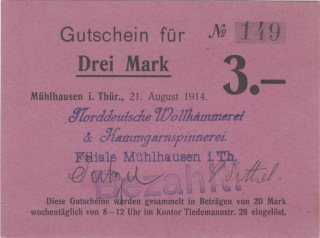 Gutschein für № 149
Drei Mark 3.—
Mühlhausen i. Thür., 21. August 1914.
Norddeutsche Wollkämmerei
& Kammgarnspinnerei.
Filiale Mühlhausen i. Th.
Bezahlt!
Diese Gutscheine werden gesammelt in Beträgen von 20 Mark
wochentäglich von 8—12 Uhr im Kontor Tiedemannstr. 28 eingelöst.